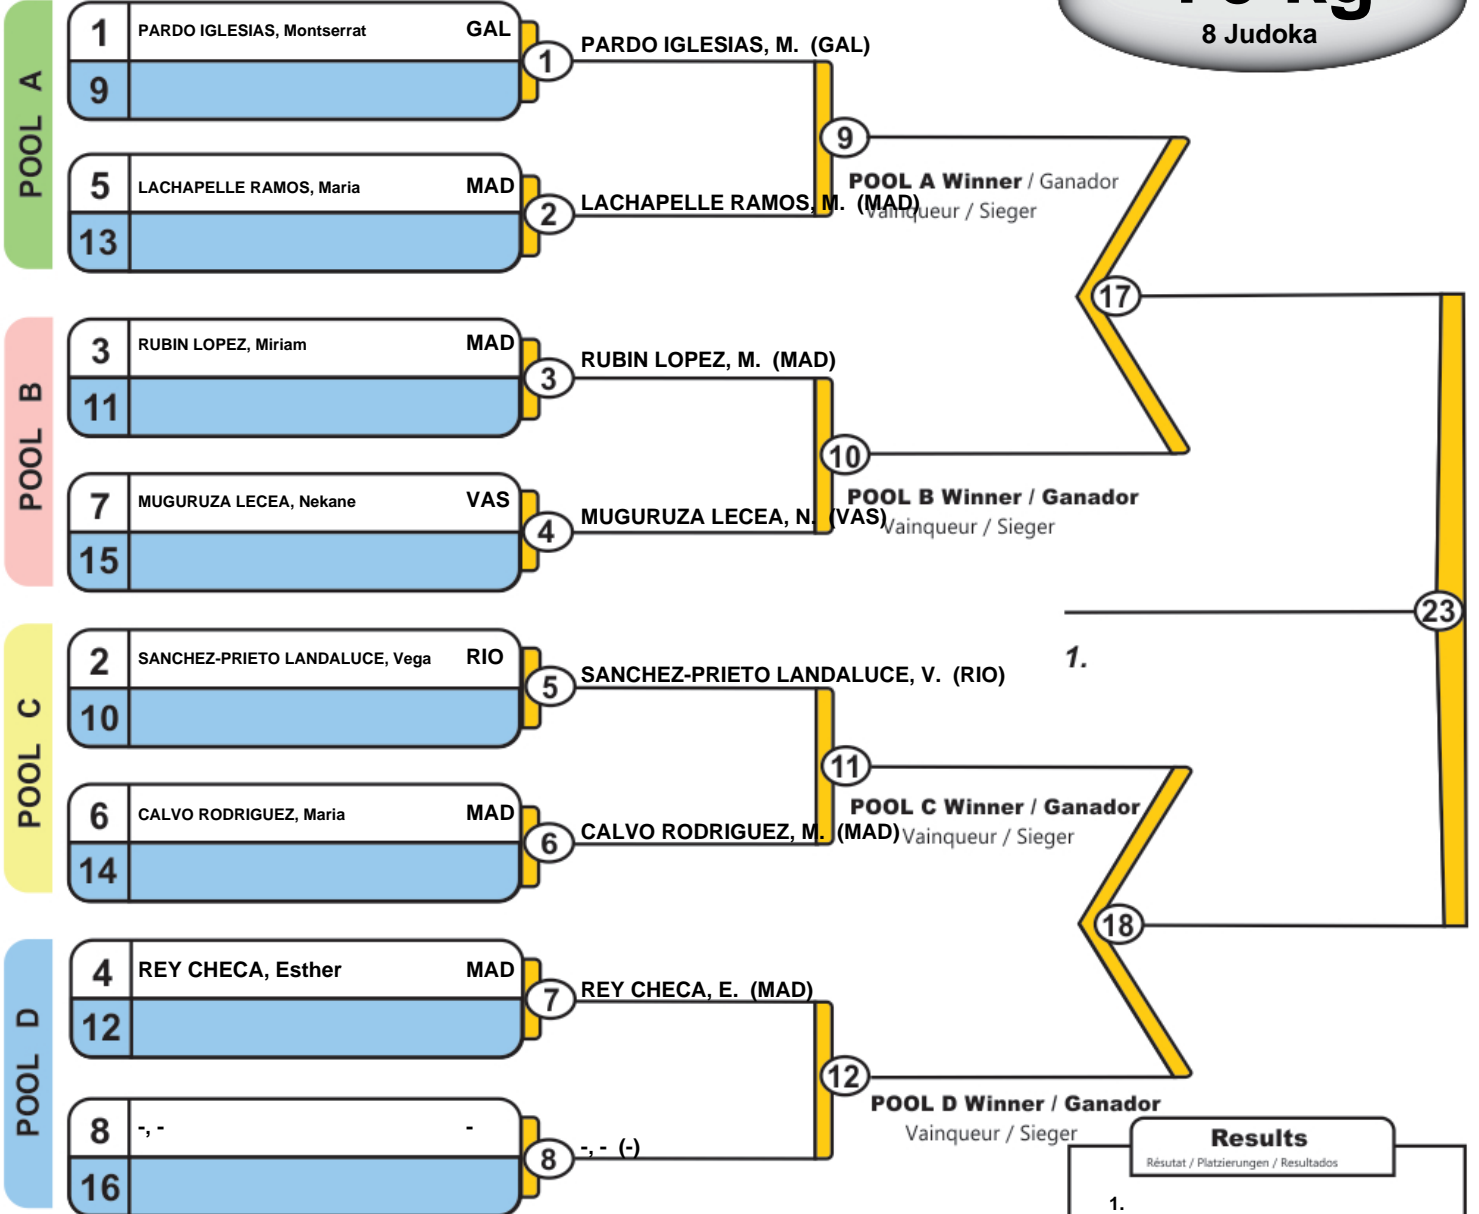 8 Judoka
POOL A
1 PARDO IGLESIAS, Montserrat GAL
9
1
PARDO IGLESIAS, M. (GAL)
5 LACHAPELLE RAMOS, Maria MAD
13
2
LACHAPELLE RAMOS, M. (MAD)
9
POOL A Winner / Ganador
Vainqueur / Sieger
POOL B
3 RUBIN LOPEZ, Miriam MAD
11
3
RUBIN LOPEZ, M. (MAD)
7 MUGURUZA LECEA, Nekane VAS
15
4
MUGURUZA LECEA, N. (VAS)
10
POOL B Winner / Ganador
Vainqueur / Sieger
17
POOL C
2 SANCHEZ-PRIETO LANDALUCE, Vega RIO
10
5
SANCHEZ-PRIETO LANDALUCE, V. (RIO)
6 CALVO RODRIGUEZ, Maria MAD
14
6
CALVO RODRIGUEZ, M. (MAD)
11
POOL C Winner / Ganador
Vainqueur / Sieger
POOL D
4 REY CHECA, Esther MAD
12
7
REY CHECA, E. (MAD)
8 -, - -
16
8
-, - (-)
12
POOL D Winner / Ganador
Vainqueur / Sieger
18
23
1.
Results
Résutat / Platzierungen / Resultados
1.